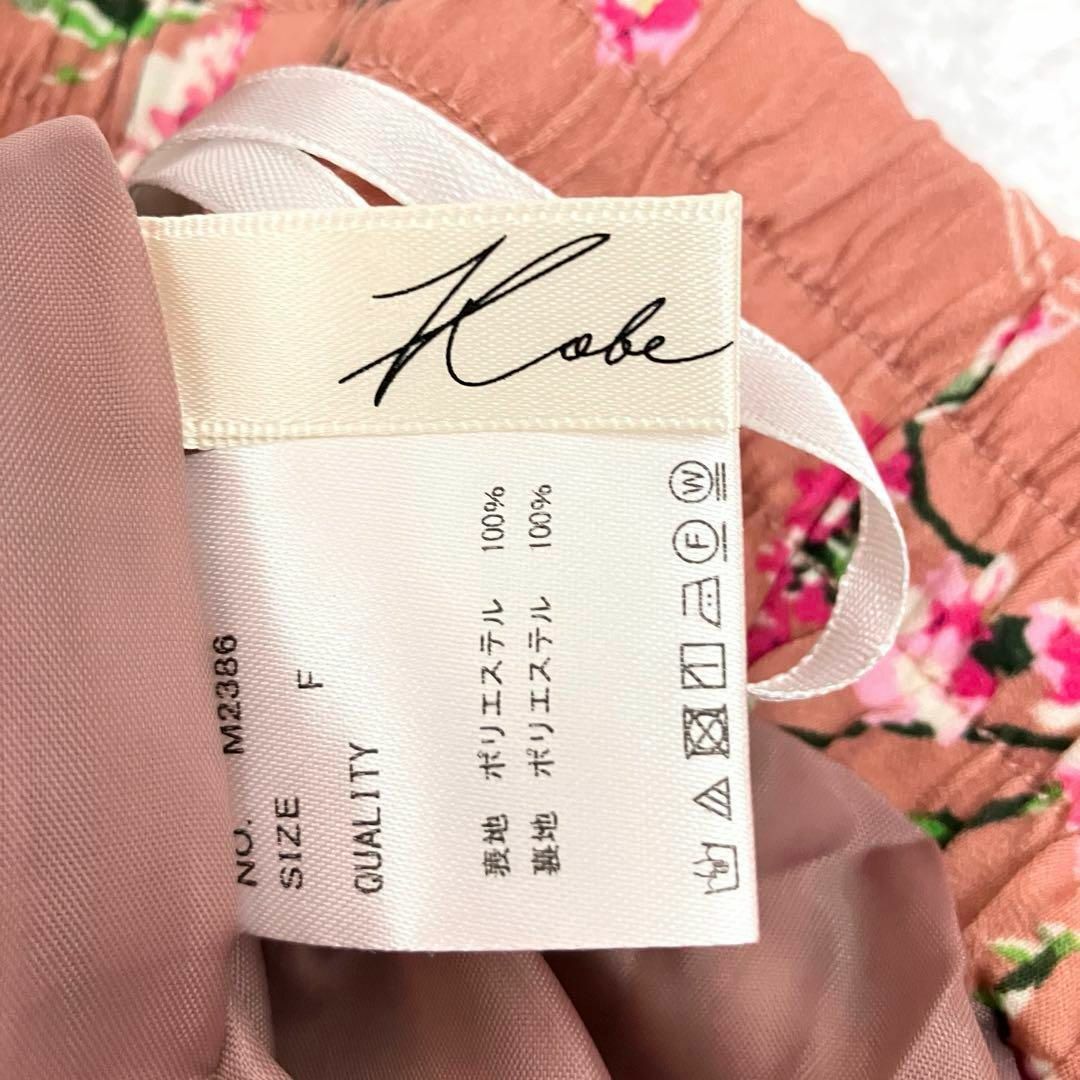 Kobe
NO. M2386
SIZE F
QUALITY
表地 ポリエステル 100%
裏地 ポリエステル 100%
W
F